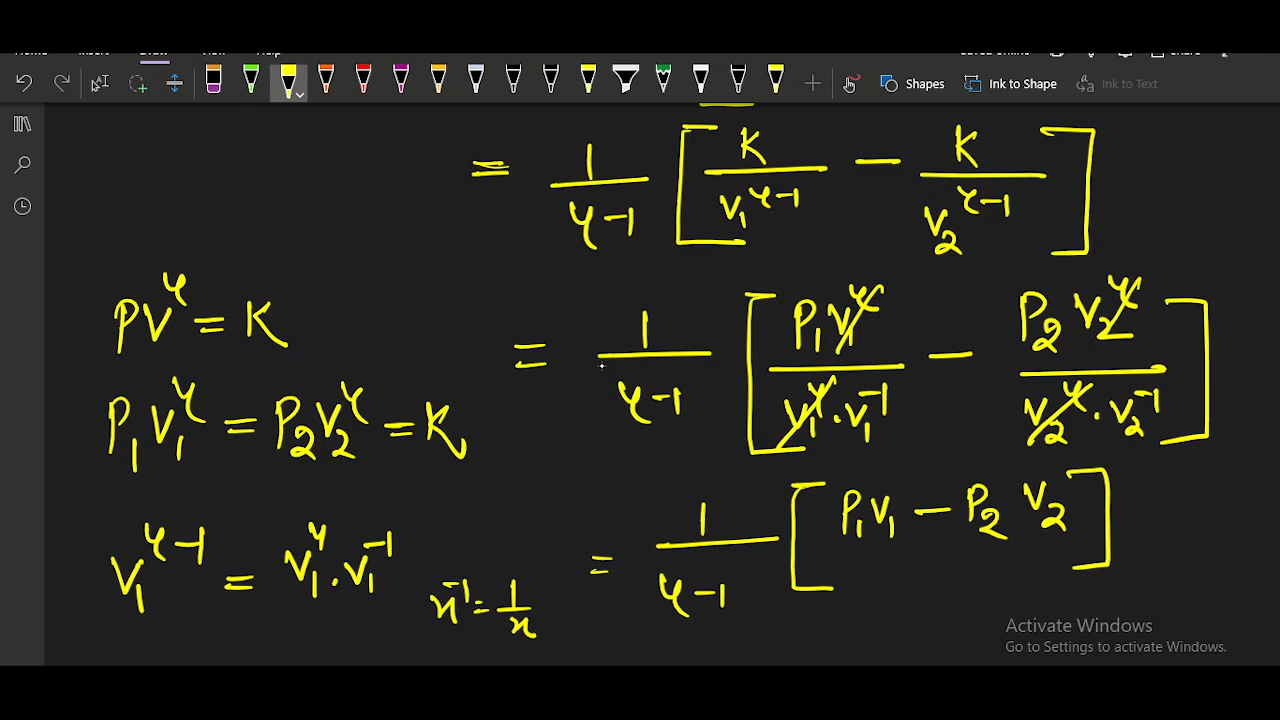 Shapes Ink to Shape Ink to Text
= 1/(γ-1) [ K/V₁^(γ-1) - K/V₂^(γ-1) ]
PV^γ = K
= 1/(γ-1) [ P₁V₁^γ/(V₁^γ·V₁⁻¹) - P₂V₂^γ/(V₂^γ·V₂⁻¹) ]
P₁V₁^γ = P₂V₂^γ = K
= 1/(γ-1) [ P₁V₁ - P₂ V₂ ]
V₁^(γ-1) = V₁^γ·V₁⁻¹
x⁻¹ = 1/x
Activate Windows
Go to Settings to activate Windows.